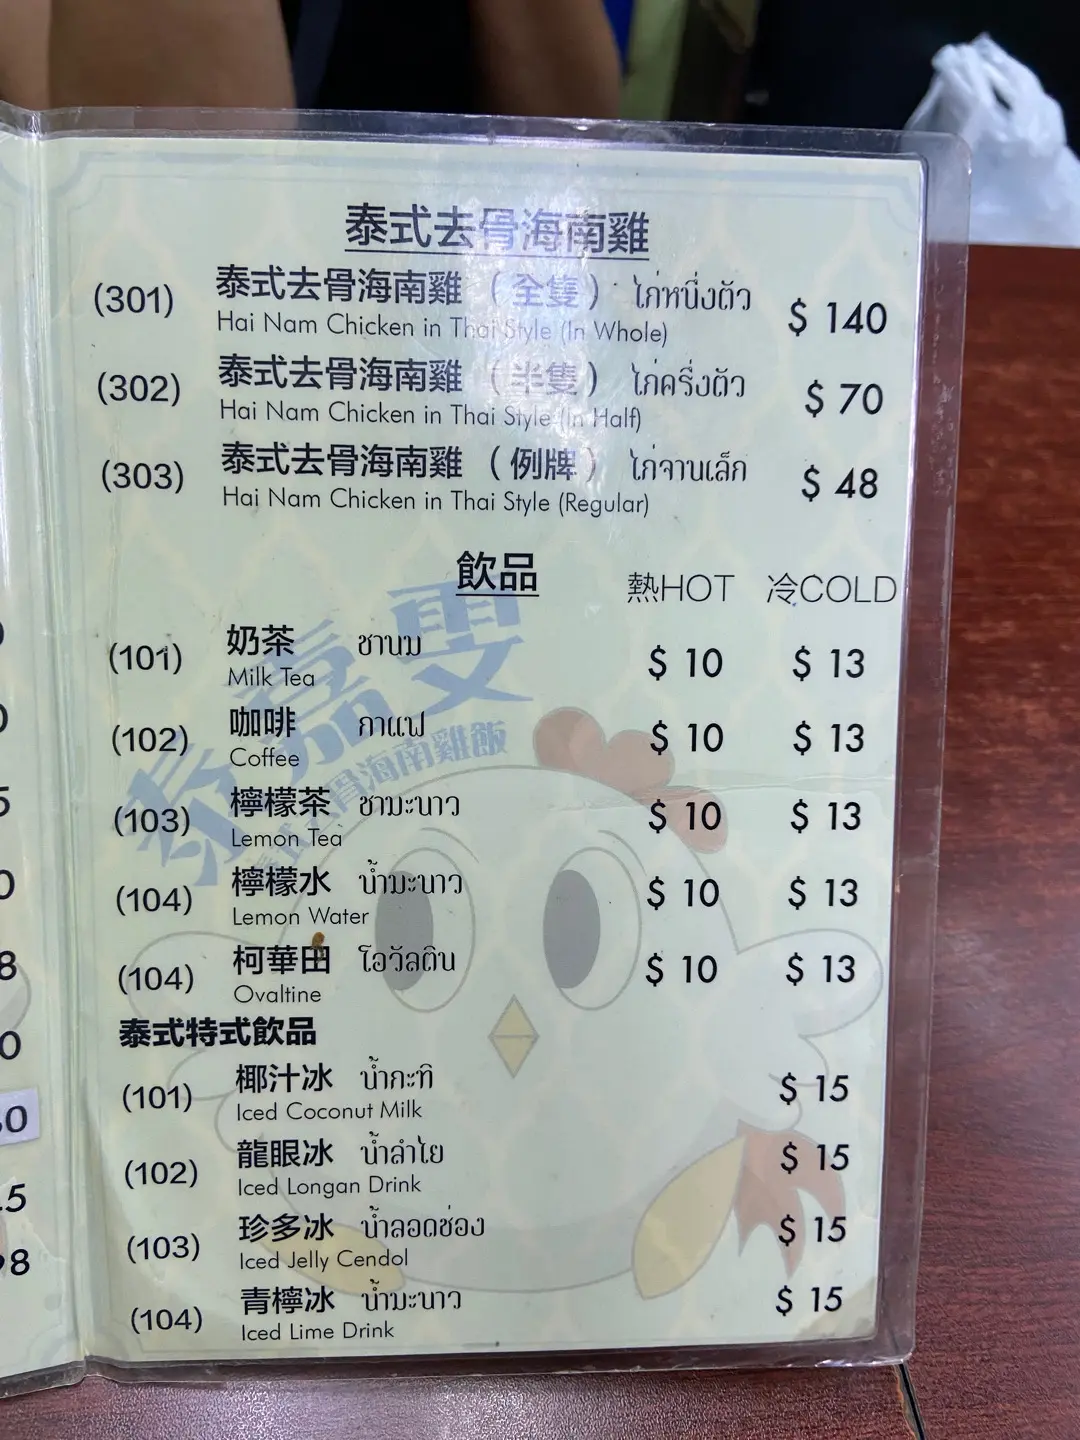 泰式去骨海南雞
(301) 泰式去骨海南雞 (全隻) ไก่หนึ่งตัว $ 140
Hai Nam Chicken in Thai Style (In Whole)
(302) 泰式去骨海南雞 (半隻) ไก่ครึ่งตัว $ 70
Hai Nam Chicken in Thai Style (In Half)
(303) 泰式去骨海南雞 (例牌) ไก่จานเล็ก $ 48
Hai Nam Chicken in Thai Style (Regular)
飲品 熱HOT 冷COLD
(101) 奶茶 ชานม $ 10 $ 13
Milk Tea
(102) 咖啡 กาแฟ $ 10 $ 13
Coffee
(103) 檸檬茶 ชามะนาว $ 10 $ 13
Lemon Tea
(104) 檸檬水 น้ำมะนาว $ 10 $ 13
Lemon Water
(104) 柯華田 โอวัลติน $ 10 $ 13
Ovaltine
泰式特式飲品
(101) 椰汁冰 น้ำกะทิ $ 15
Iced Coconut Milk
(102) 龍眼冰 น้ำลำไย $ 15
Iced Longan Drink
(103) 珍多冰 น้ำลอดช่อง $ 15
Iced Jelly Cendol
(104) 青檸冰 น้ำมะนาว $ 15
Iced Lime Drink
泰嘉雯
骨海南雞飯